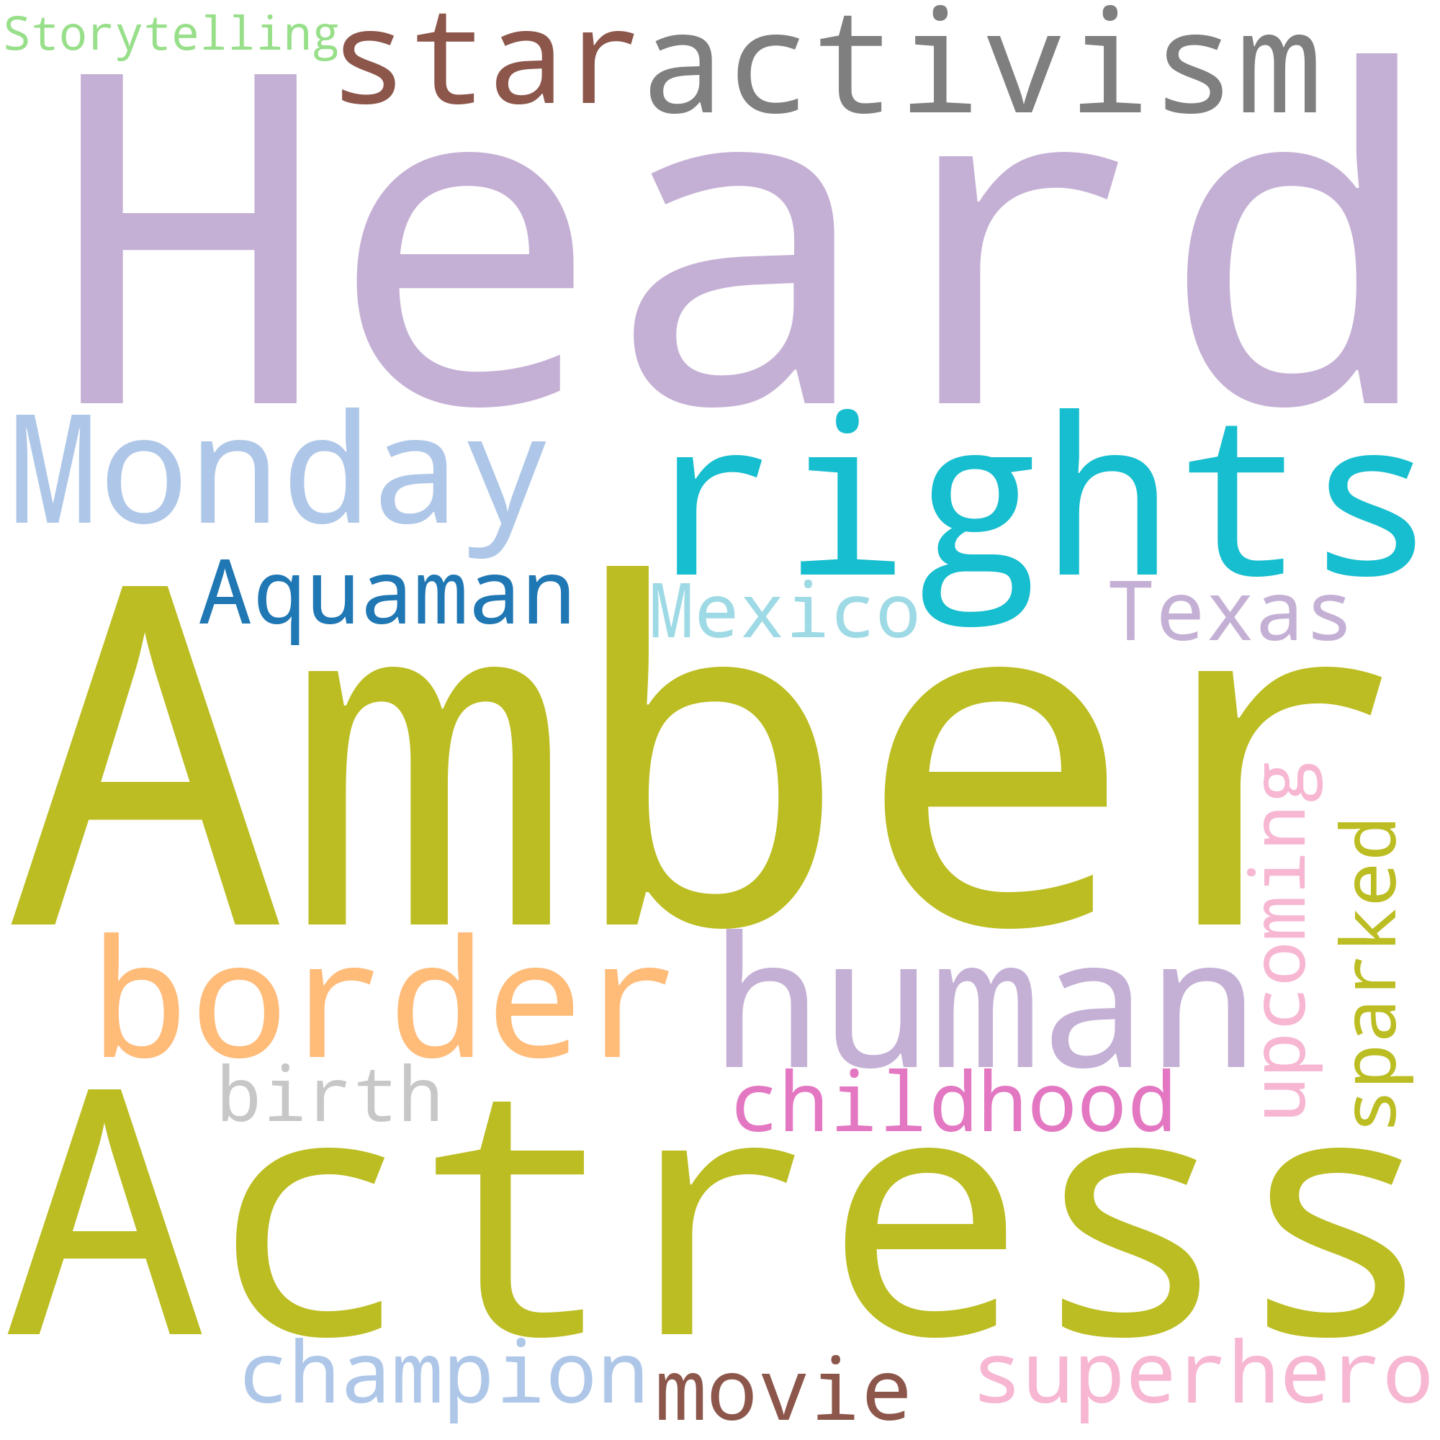 Storytelling
star
activism
Heard
Monday
rights
Aquaman
Mexico
Texas
Amber
upcoming
sparked
border
human
birth
childhood
Actress
champion
movie
superhero